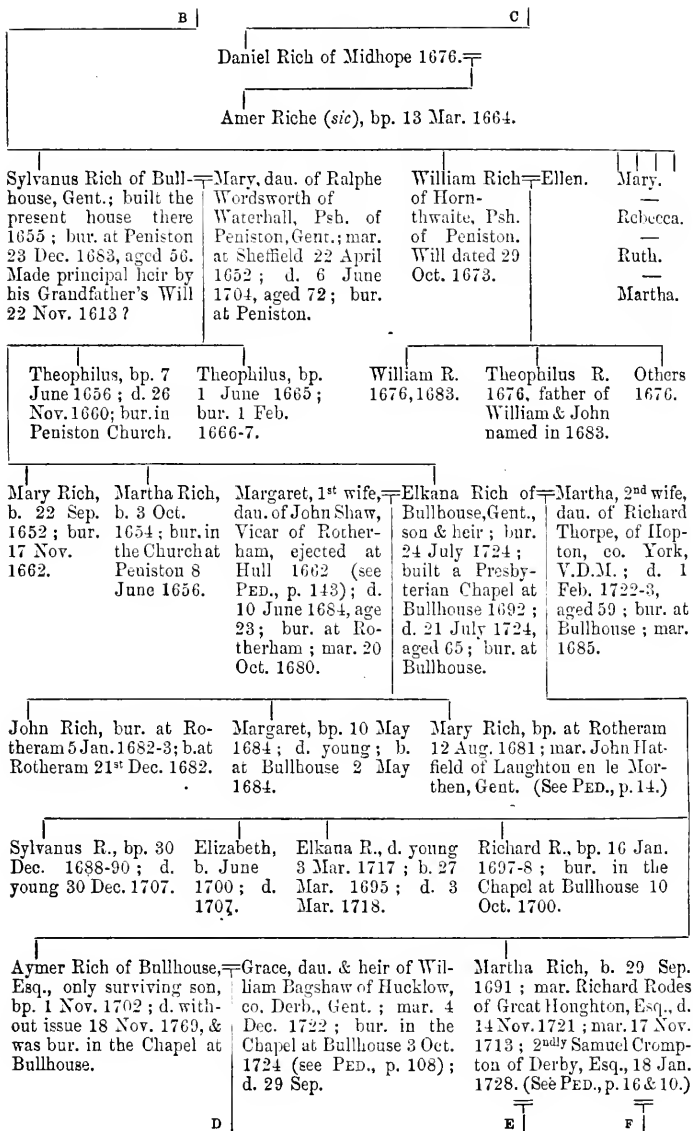 B C
Daniel Rich of Midhope 1676.
Amer Riche (sic), bp. 13 Mar. 1664.
Sylvanus Rich of Bull-
house, Gent.; built the
present house there
1655; bur. at Peniston
23 Dec. 1683, aged 56.
Made principal heir by
his Grandfather's Will
22 Nov. 1613?
Mary, dau. of Ralphe
Wordsworth of
Waterhall, Psh. of
Peniston, Gent.; mar.
at Sheffield 22 April
1652; d. 6 June
1704, aged 72; bur.
at Peniston.
William Rich
of Horn-
thwaite, Psh.
of Peniston.
Will dated 29
Oct. 1673.
Ellen.
Mary.
—
Rebecca.
—
Ruth.
—
Martha.
Theophilus, bp. 7
June 1656; d. 26
Nov. 1660; bur. in
Peniston Church.
Theophilus, bp.
1 June 1665;
bur. 1 Feb.
1666-7.
William R.
1676, 1683.
Theophilus R.
1676, father of
William & John
named in 1683.
Others
1676.
Mary Rich,
b. 22 Sep.
1652; bur.
17 Nov.
1662.
Martha Rich,
b. 3 Oct.
1654; bur. in
the Church at
Peniston 8
June 1656.
Margaret, 1st wife,
dau. of John Shaw,
Vicar of Rother-
ham, ejected at
Hull 1662 (see
PED., p. 143); d.
10 June 1684, age
23; bur. at Ro-
therham; mar. 20
Oct. 1680.
Elkana Rich of
Bullhouse, Gent.,
son & heir; bur.
24 July 1724;
built a Presby-
terian Chapel at
Bullhouse 1692;
d. 21 July 1724,
aged 65; bur. at
Bullhouse.
Martha, 2nd wife,
dau. of Richard
Thorpe, of Hop-
ton, co. York,
V.D.M.; d. 1
Feb. 1722-3,
aged 59; bur. at
Bullhouse; mar.
1685.
John Rich, bur. at Ro-
theram 5 Jan. 1682-3; b. at
Rotheram 21st Dec. 1682.
Margaret, bp. 10 May
1684; d. young; b.
at Bullhouse 2 May
1684.
Mary Rich, bp. at Rotheram
12 Aug. 1681; mar. John Hat-
field of Laughton en le Mor-
then, Gent. (See PED., p. 14.)
Sylvanus R., bp. 30
Dec. 1688-90; d.
young 30 Dec. 1707.
Elizabeth,
b. June
1700; d.
1707.
Elkana R., d. young
3 Mar. 1717; b. 27
Mar. 1695; d. 3
Mar. 1718.
Richard R., bp. 16 Jan.
1697-8; bur. in the
Chapel at Bullhouse 10
Oct. 1700.
Aymer Rich of Bullhouse,
Esq., only surviving son,
bp. 1 Nov. 1702; d. with-
out issue 18 Nov. 1769, &
was bur. in the Chapel at
Bullhouse.
Grace, dau. & heir of Wil-
liam Bagshaw of Hucklow,
co. Derb., Gent.; mar. 4
Dec. 1722; bur. in the
Chapel at Bullhouse 3 Oct.
1724 (see PED., p. 108);
d. 29 Sep.
Martha Rich, b. 29 Sep.
1691; mar. Richard Rodes
of Great Houghton, Esq., d.
14 Nov. 1721; mar. 17 Nov.
1713; 2ndly Samuel Cromp-
ton of Derby, Esq., 18 Jan.
1728. (See PED., p. 16 & 10.)
D E F